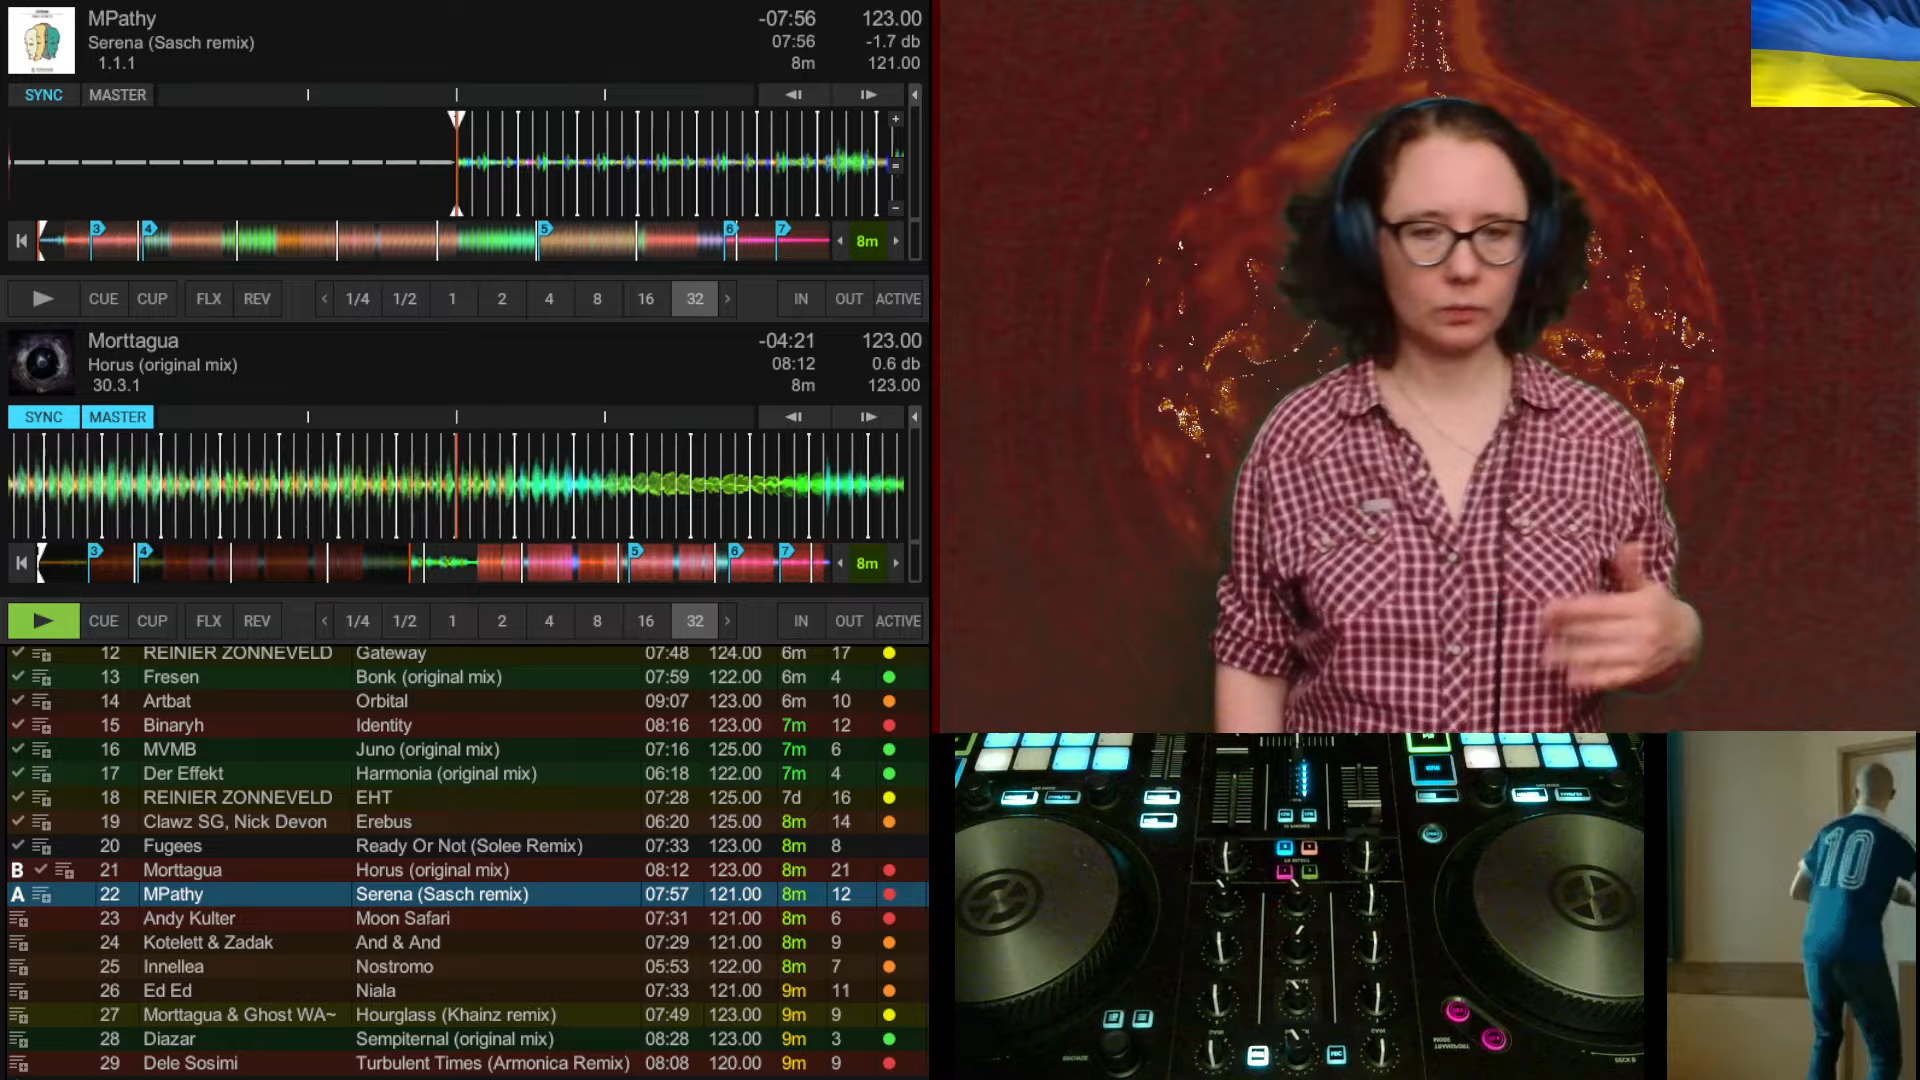 MPathy -07:56 123.00
Serena (Sasch remix) 07:56 -1.7 db
1.1.1 8m 121.00
SYNC MASTER
3 4 5 6 7 8m
CUE CUP FLX REV 1/4 1/2 1 2 4 8 16 32 IN OUT ACTIVE
Morttagua -04:21 123.00
Horus (original mix) 08:12 0.6 db
30.3.1 8m 123.00
SYNC MASTER
3 4 5 6 7 8m
CUE CUP FLX REV 1/4 1/2 1 2 4 8 16 32 IN OUT ACTIVE
12 REINIER ZONNEVELD Gateway 07:48 124.00 6m 17
13 Fresen Bonk (original mix) 07:59 122.00 6m 4
14 Artbat Orbital 09:07 123.00 6m 10
15 Binaryh Identity 08:16 123.00 7m 12
16 MVMB Juno (original mix) 07:16 125.00 7m 6
17 Der Effekt Harmonia (original mix) 06:18 122.00 7m 4
18 REINIER ZONNEVELD EHT 07:28 125.00 7d 16
19 Clawz SG, Nick Devon Erebus 06:20 125.00 8m 14
20 Fugees Ready Or Not (Solee Remix) 07:33 123.00 8m 8
B 21 Morttagua Horus (original mix) 08:12 123.00 8m 21
A 22 MPathy Serena (Sasch remix) 07:57 121.00 8m 12
23 Andy Kulter Moon Safari 07:31 121.00 8m 6
24 Kotelett & Zadak And & And 07:29 121.00 8m 9
25 Innellea Nostromo 05:53 122.00 8m 7
26 Ed Ed Niala 07:33 121.00 9m 11
27 Morttagua & Ghost WA~ Hourglass (Khainz remix) 07:49 123.00 9m 9
28 Diazar Sempiternal (original mix) 08:28 123.00 9m 3
29 Dele Sosimi Turbulent Times (Armonica Remix) 08:08 120.00 9m 9
10